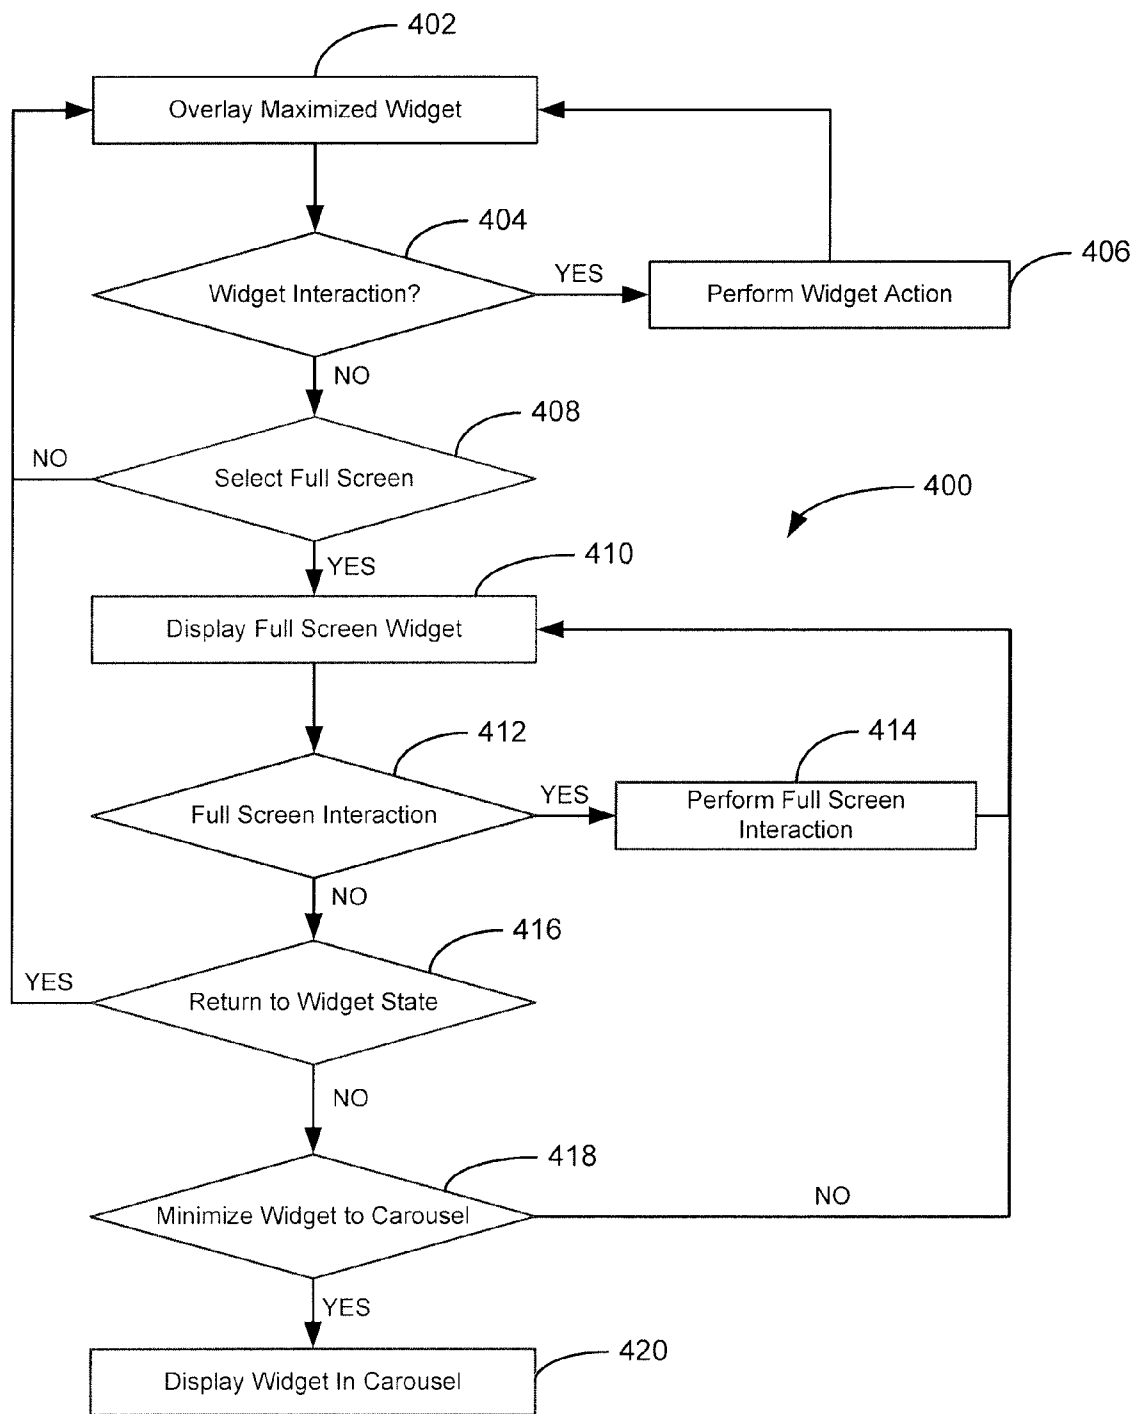 402
Overlay Maximized Widget
404
Widget Interaction?
YES
406
Perform Widget Action
NO
408
NO
Select Full Screen
400
YES
410
Display Full Screen Widget
412
414
Full Screen Interaction
YES
Perform Full Screen
Interaction
NO
416
YES
Return to Widget State
NO
418
Minimize Widget to Carousel
NO
YES
420
Display Widget In Carousel